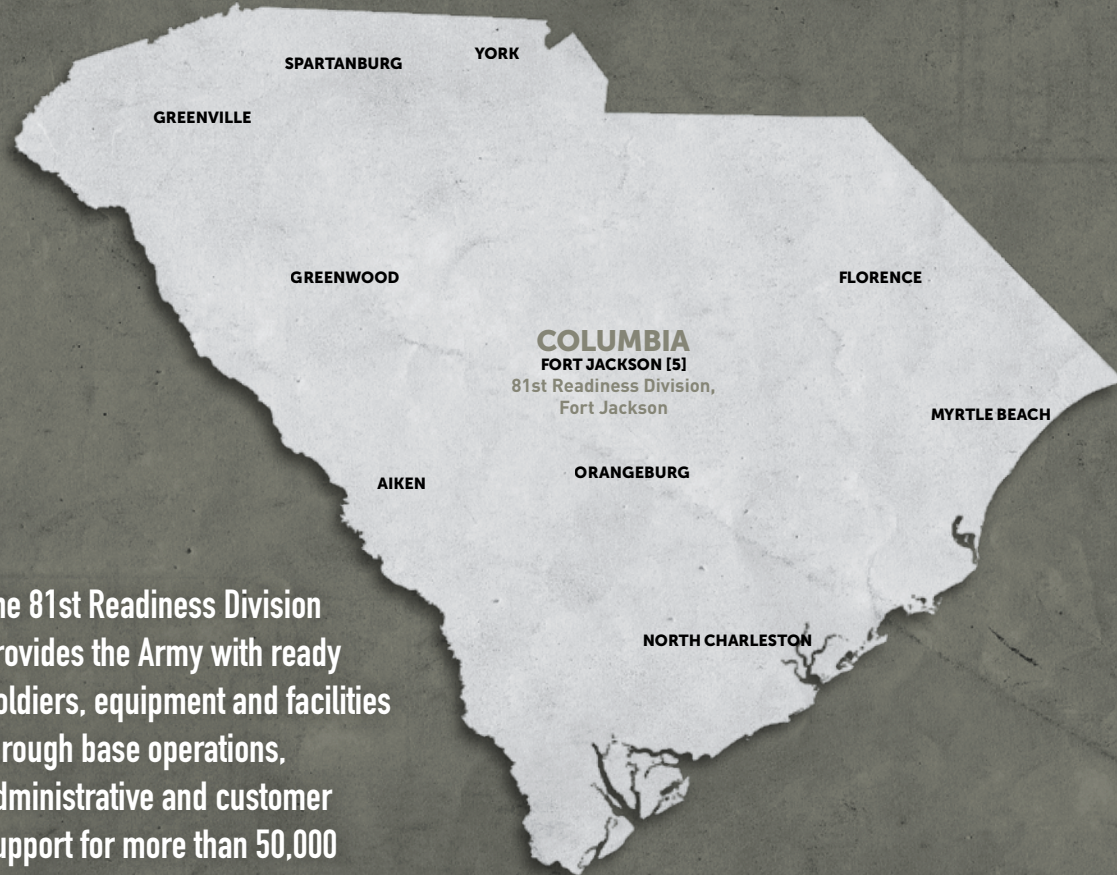 YORK
SPARTANBURG
GREENVILLE
GREENWOOD
FLORENCE
COLUMBIA
FORT JACKSON [5]
81st Readiness Division,
Fort Jackson
MYRTLE BEACH
ORANGEBURG
AIKEN
NORTH CHARLESTON
he 81st Readiness Division
rovides the Army with ready
oldiers, equipment and facilities
rough base operations,
dministrative and customer
upport for more than 50,000